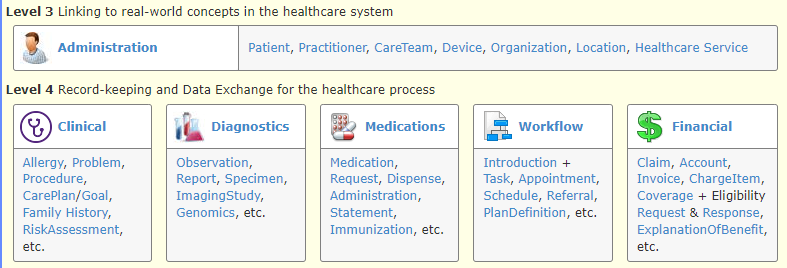 Level 3 Linking to real-world concepts in the healthcare system
Administration
Patient, Practitioner, CareTeam, Device, Organization, Location, Healthcare Service
Level 4 Record-keeping and Data Exchange for the healthcare process
Clinical
Allergy, Problem,
Procedure,
CarePlan/Goal,
Family History,
RiskAssessment,
etc.
Diagnostics
Observation,
Report, Specimen,
ImagingStudy,
Genomics, etc.
Medications
Medication,
Request, Dispense,
Administration,
Statement,
Immunization, etc.
Workflow
Introduction +
Task, Appointment,
Schedule, Referral,
PlanDefinition, etc.
Financial
Claim, Account,
Invoice, ChargeItem,
Coverage + Eligibility
Request & Response,
ExplanationOfBenefit,
etc.